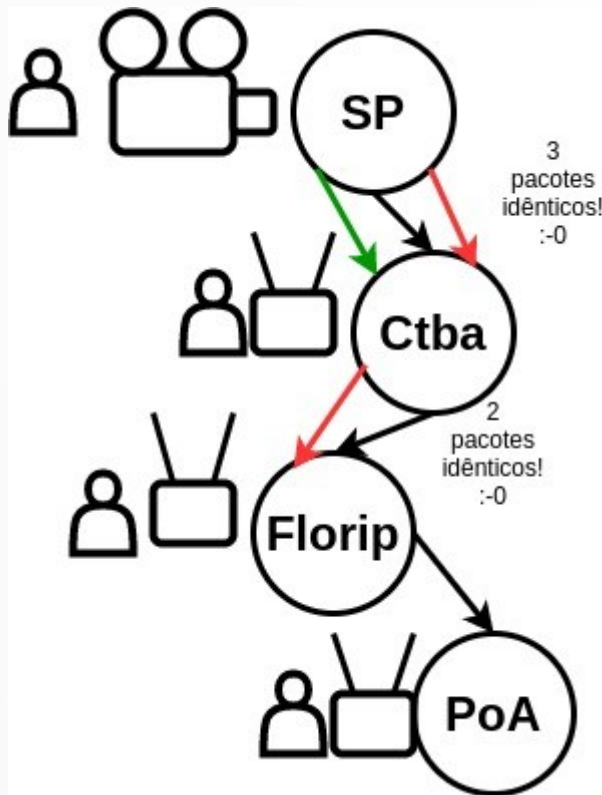 SP
3
pacotes
idênticos!
:-0
Ctba
2
pacotes
idênticos!
:-0
Florip
PoA